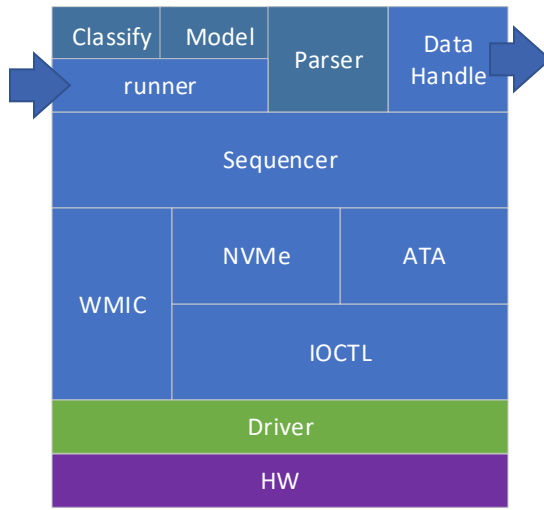 Classify
Model
Parser
Data
Handle
runner
Sequencer
WMIC
NVMe
ATA
IOCTL
Driver
HW